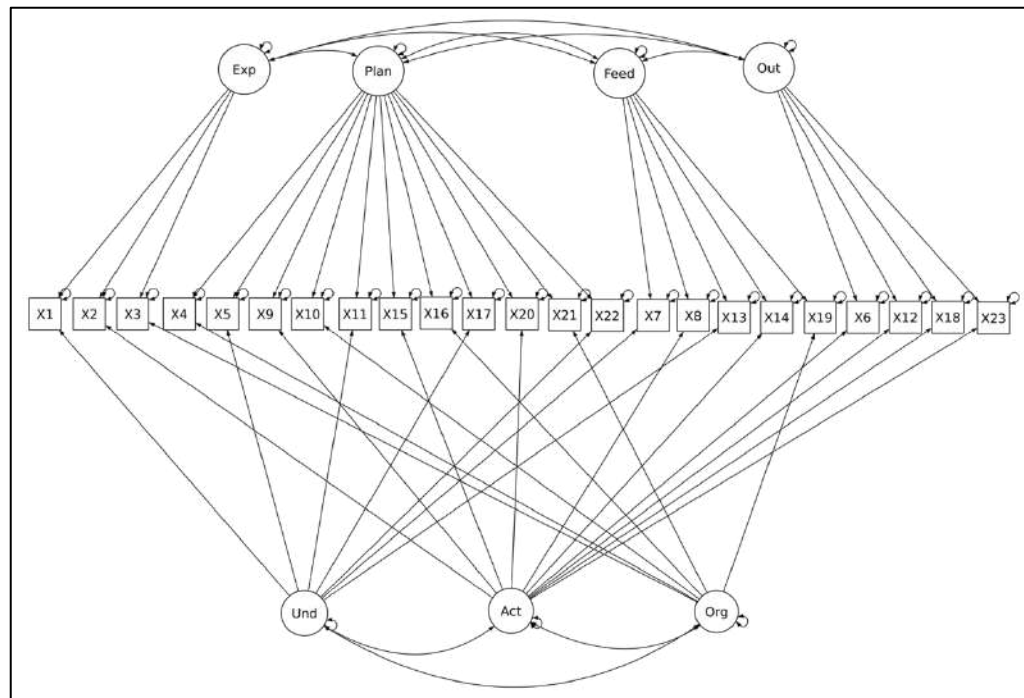 Exp Plan Feed Out
X1 X2 X3 X4 X5 X9 X10 X11 X15 X16 X17 X20 X21 X22 X7 X8 X13 X14 X19 X6 X12 X18 X23
Und Act Org